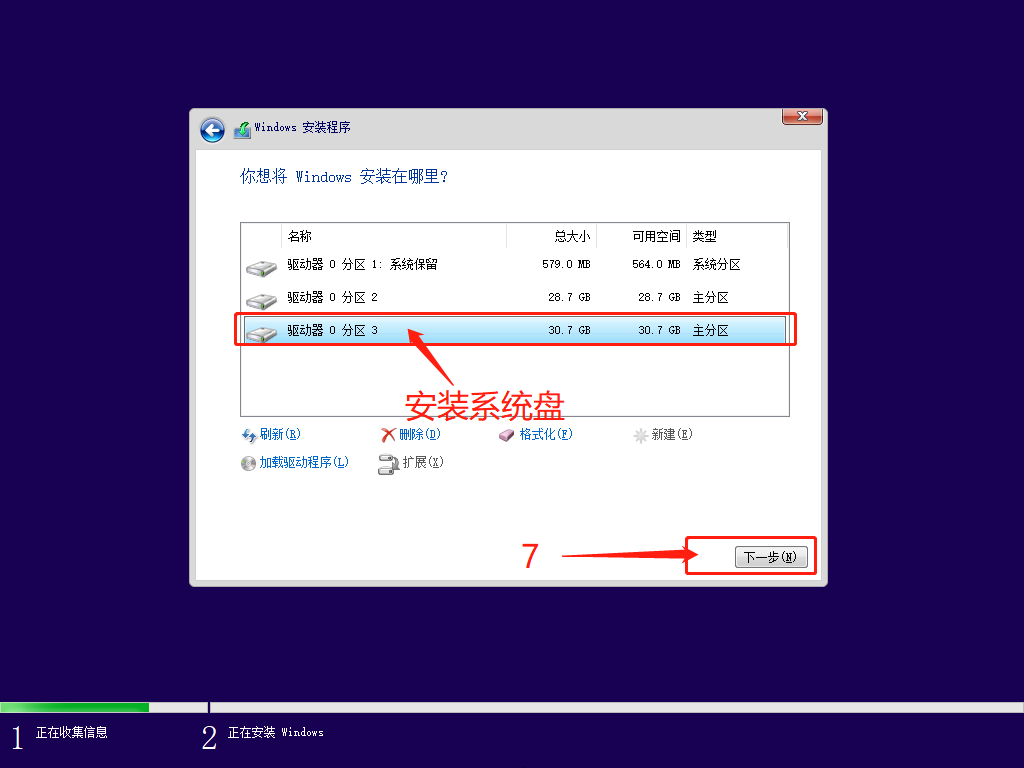 Windows 安装程序
你想将 Windows 安装在哪里?
名称 总大小 可用空间 类型
驱动器 0 分区 1: 系统保留 579.0 MB 564.0 MB 系统分区
驱动器 0 分区 2 28.7 GB 28.7 GB 主分区
驱动器 0 分区 3 30.7 GB 30.7 GB 主分区
安装系统盘
刷新(R) 删除(D) 格式化(F) 新建(E)
加载驱动程序(L) 扩展(X)
7 下一步(N)
1 正在收集信息 2 正在安装 Windows